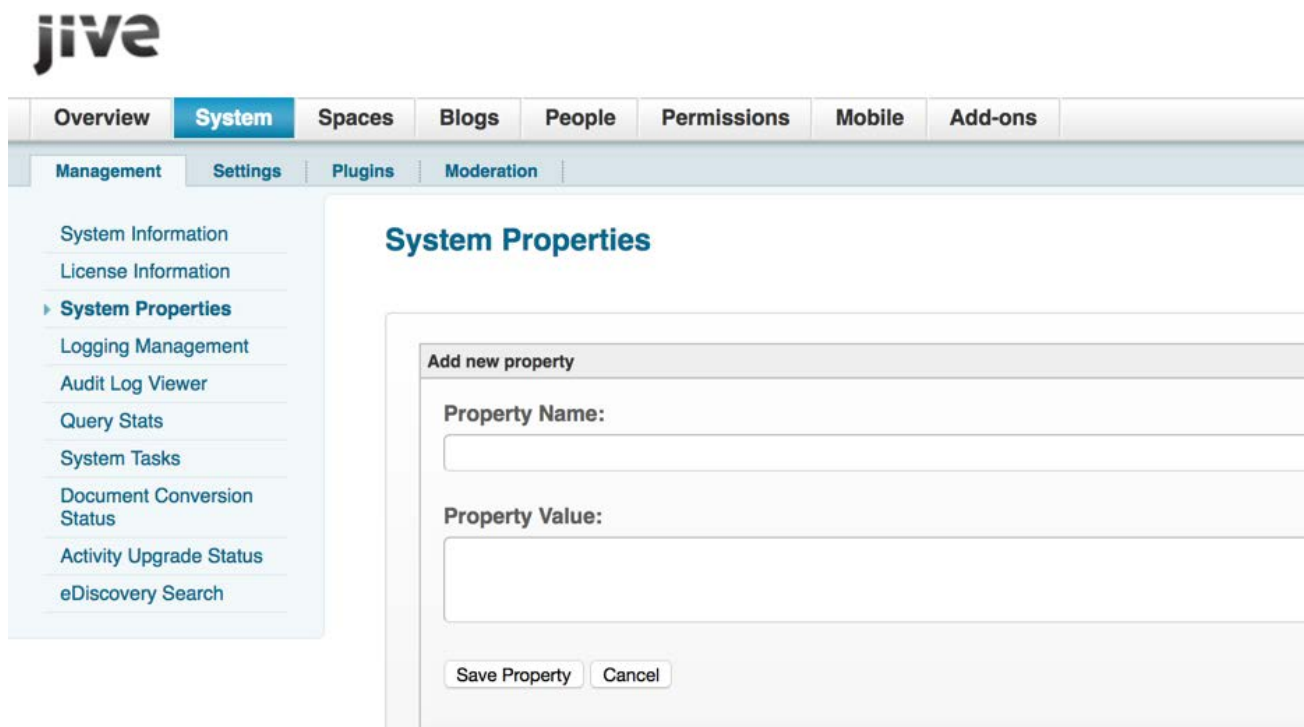 jive
Overview System Spaces Blogs People Permissions Mobile Add-ons
Management Settings Plugins Moderation
System Information
License Information
System Properties
Logging Management
Audit Log Viewer
Query Stats
System Tasks
Document Conversion
Status
Activity Upgrade Status
eDiscovery Search
System Properties
Add new property
Property Name:
Property Value:
Save Property Cancel